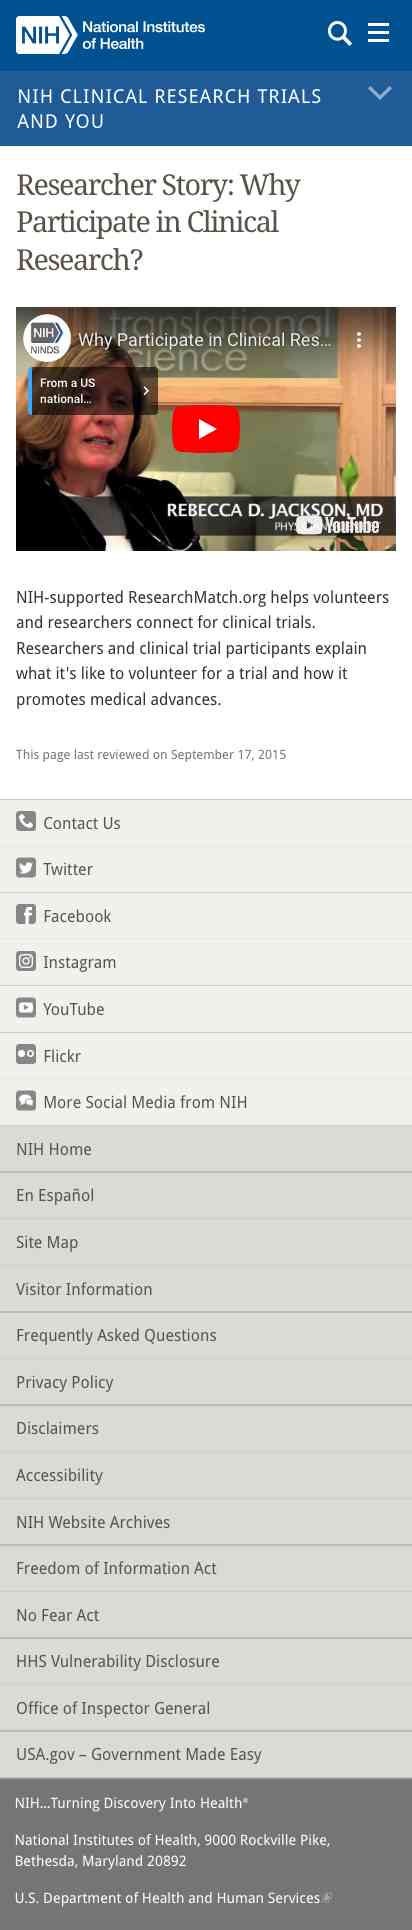 NIH National Institutes
of Health
NIH CLINICAL RESEARCH TRIALS
AND YOU
Researcher Story: Why
Participate in Clinical
Research?
translational
science
NIH
NINDS
Why Participate in Clinical Res...
From a US
national...
REBECCA D. JACKSON, MD
YouTube
NIH-supported ResearchMatch.org helps volunteers
and researchers connect for clinical trials.
Researchers and clinical trial participants explain
what it's like to volunteer for a trial and how it
promotes medical advances.
This page last reviewed on September 17, 2015
Contact Us
Twitter
Facebook
Instagram
YouTube
Flickr
More Social Media from NIH
NIH Home
En Español
Site Map
Visitor Information
Frequently Asked Questions
Privacy Policy
Disclaimers
Accessibility
NIH Website Archives
Freedom of Information Act
No Fear Act
HHS Vulnerability Disclosure
Office of Inspector General
USA.gov – Government Made Easy
NIH...Turning Discovery Into Health®
National Institutes of Health, 9000 Rockville Pike,
Bethesda, Maryland 20892
U.S. Department of Health and Human Services